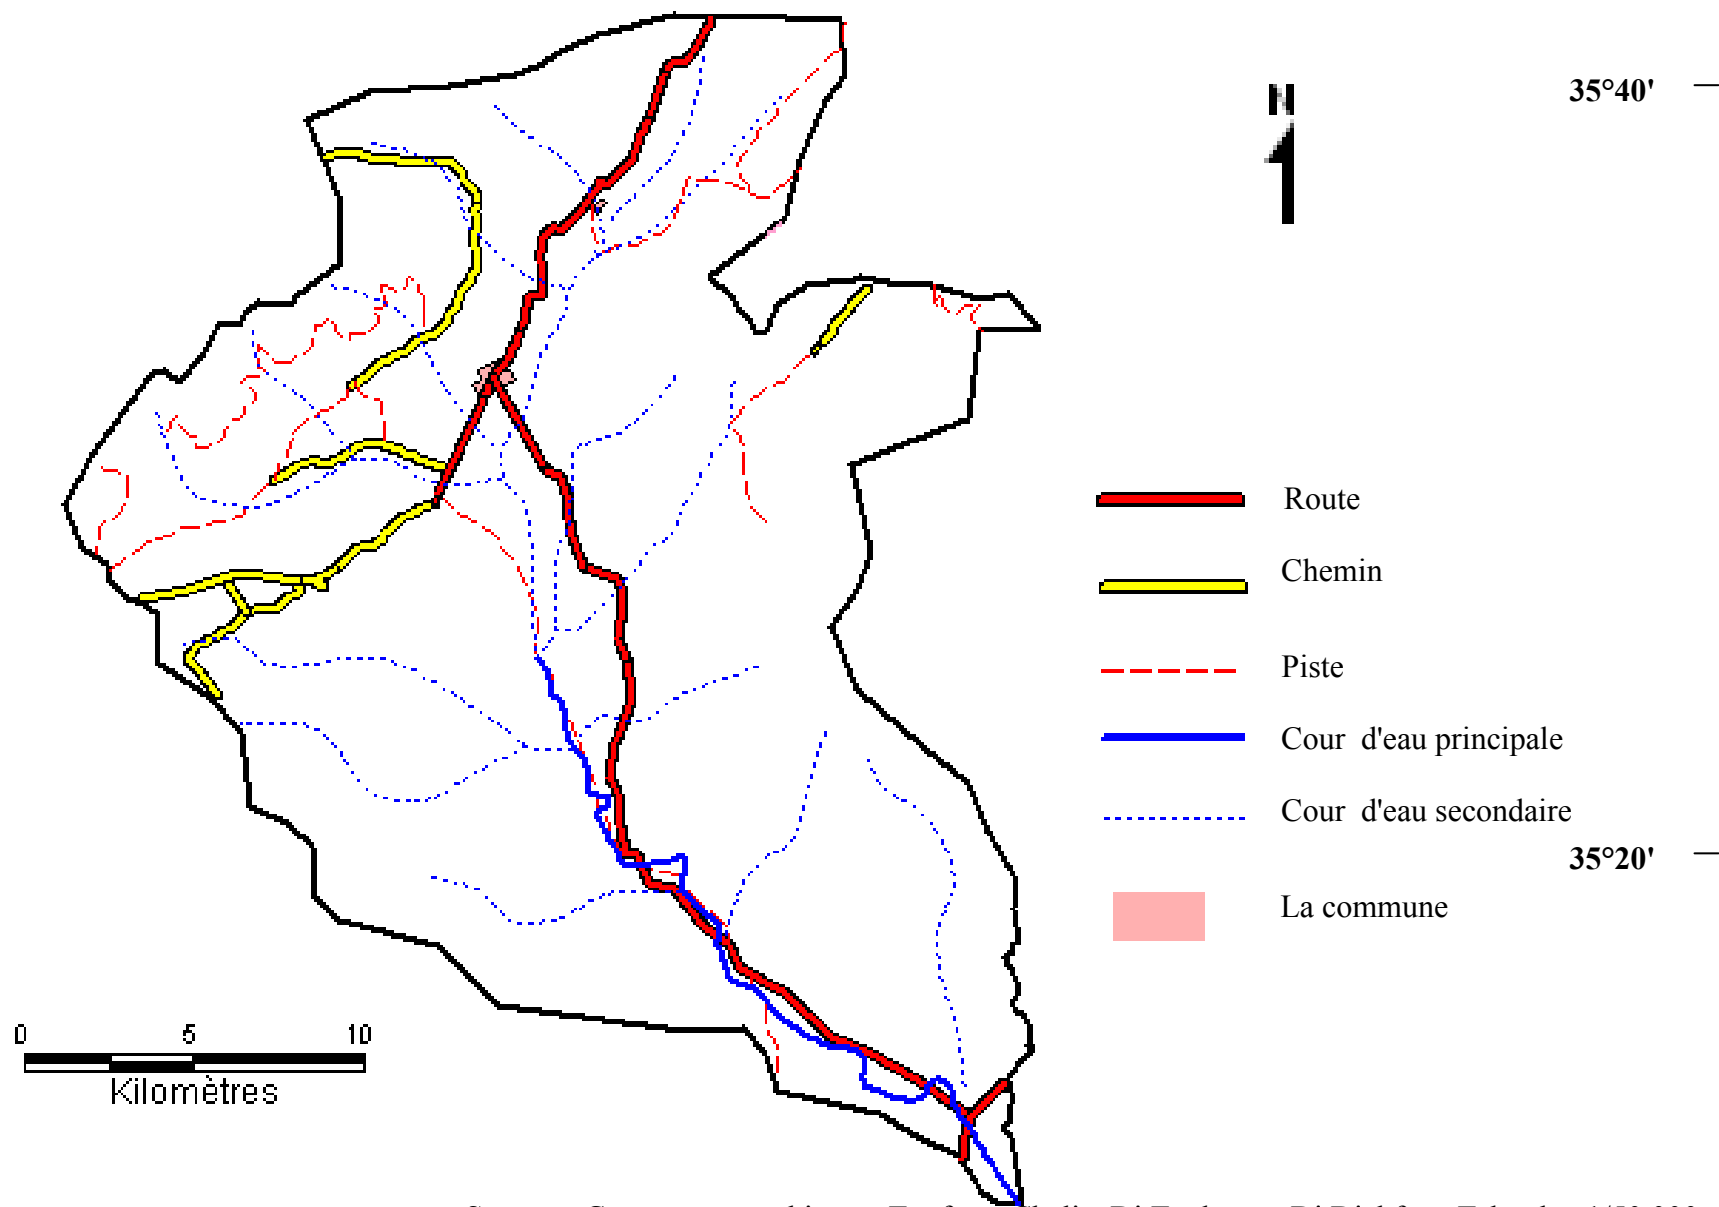 N
35°40'
Route
Chemin
Piste
Cour d'eau principale
Cour d'eau secondaire
35°20'
La commune
0 5 10
Kilomètres